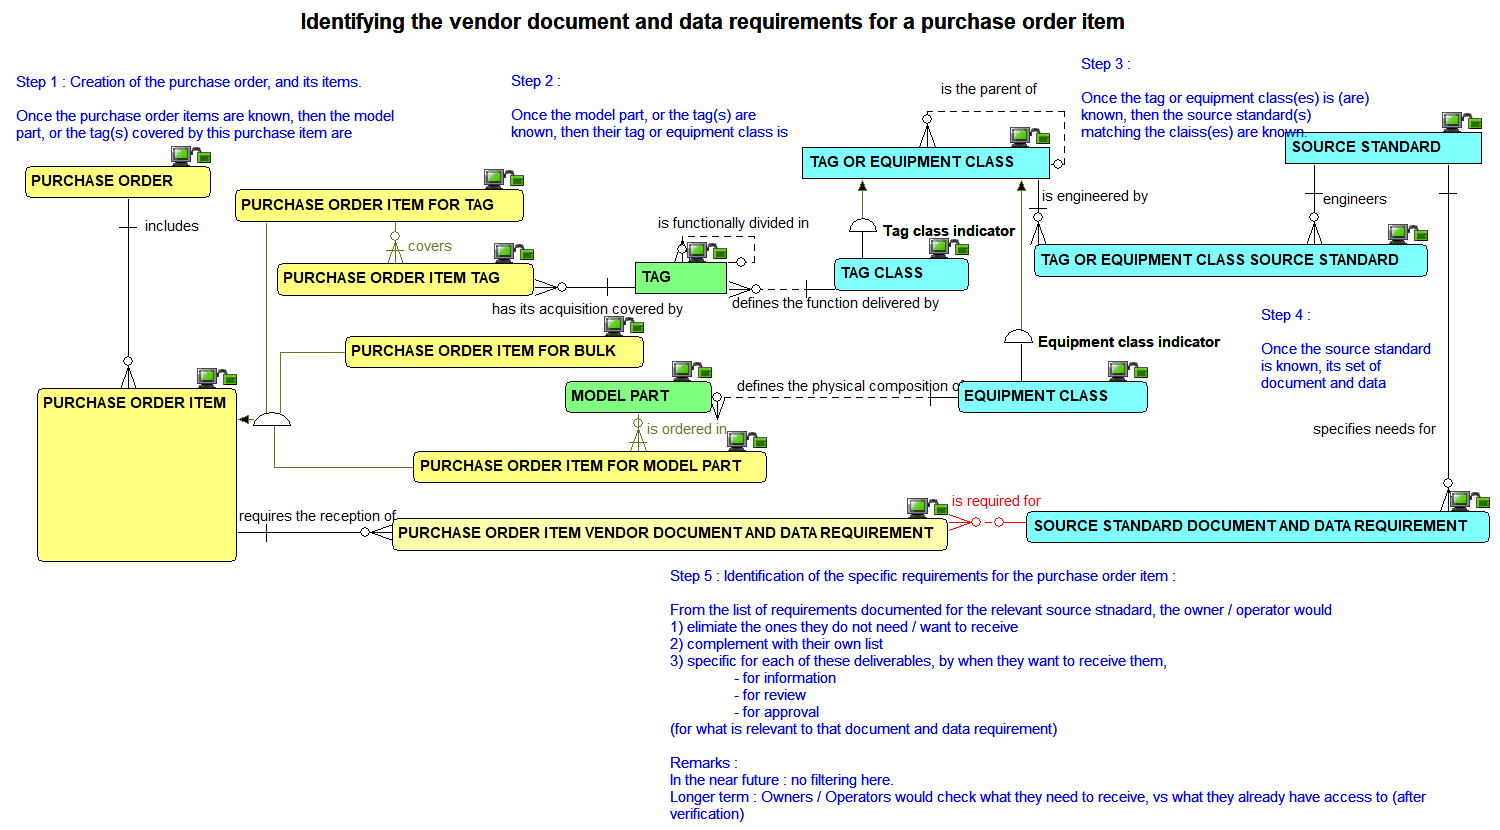 Identifying the vendor document and data requirements for a purchase order item
Step 1 : Creation of the purchase order, and its items.
Once the purchase order items are known, then the model
part, or the tag(s) covered by this purchase item are
Step 2 :
Once the model part, or the tag(s) are
known, then their tag or equipment class is
Step 3 :
Once the tag or equipment class(es) is (are)
known, then the source standard(s)
matching the claiss(es) are known.
is the parent of
PURCHASE ORDER
includes
PURCHASE ORDER ITEM FOR TAG
covers
PURCHASE ORDER ITEM TAG
has its acquisition covered by
is functionally divided in
TAG
defines the function delivered by
TAG OR EQUIPMENT CLASS
Tag class indicator
TAG CLASS
is engineered by
SOURCE STANDARD
engineers
TAG OR EQUIPMENT CLASS SOURCE STANDARD
Step 4 :
Once the source standard
is known, its set of
document and data
specifies needs for
PURCHASE ORDER ITEM FOR BULK
Equipment class indicator
MODEL PART
defines the physical composition of
EQUIPMENT CLASS
is ordered in
PURCHASE ORDER ITEM
PURCHASE ORDER ITEM FOR MODEL PART
requires the reception of
PURCHASE ORDER ITEM VENDOR DOCUMENT AND DATA REQUIREMENT
is required for
SOURCE STANDARD DOCUMENT AND DATA REQUIREMENT
Step 5 : Identification of the specific requirements for the purchase order item :
From the list of requirements documented for the relevant source stnadard, the owner / operator would
1) elimiate the ones they do not need / want to receive
2) complement with their own list
3) specific for each of these deliverables, by when they want to receive them,
- for information
- for review
- for approval
(for what is relevant to that document and data requirement)
Remarks :
In the near future : no filtering here.
Longer term : Owners / Operators would check what they need to receive, vs what they already have access to (after
verification)